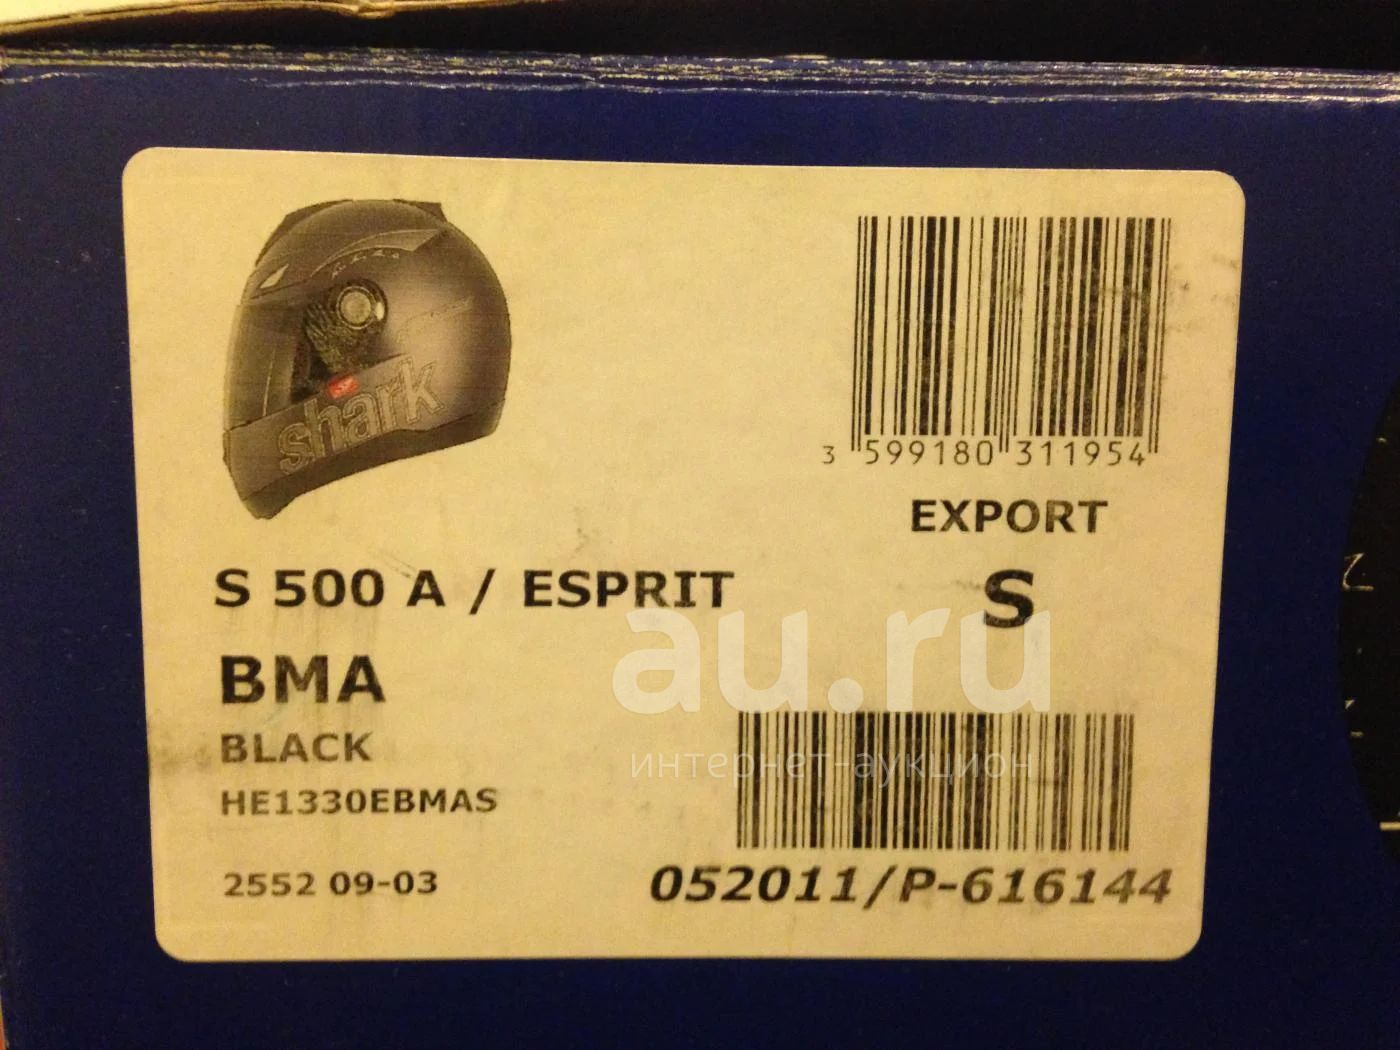 shark
3 599180 311954
EXPORT
S
S 500 A / ESPRIT
BMA
BLACK
HE1330EBMAS
2552 09-03
052011/P-616144
au.ru
интернет-аукцион